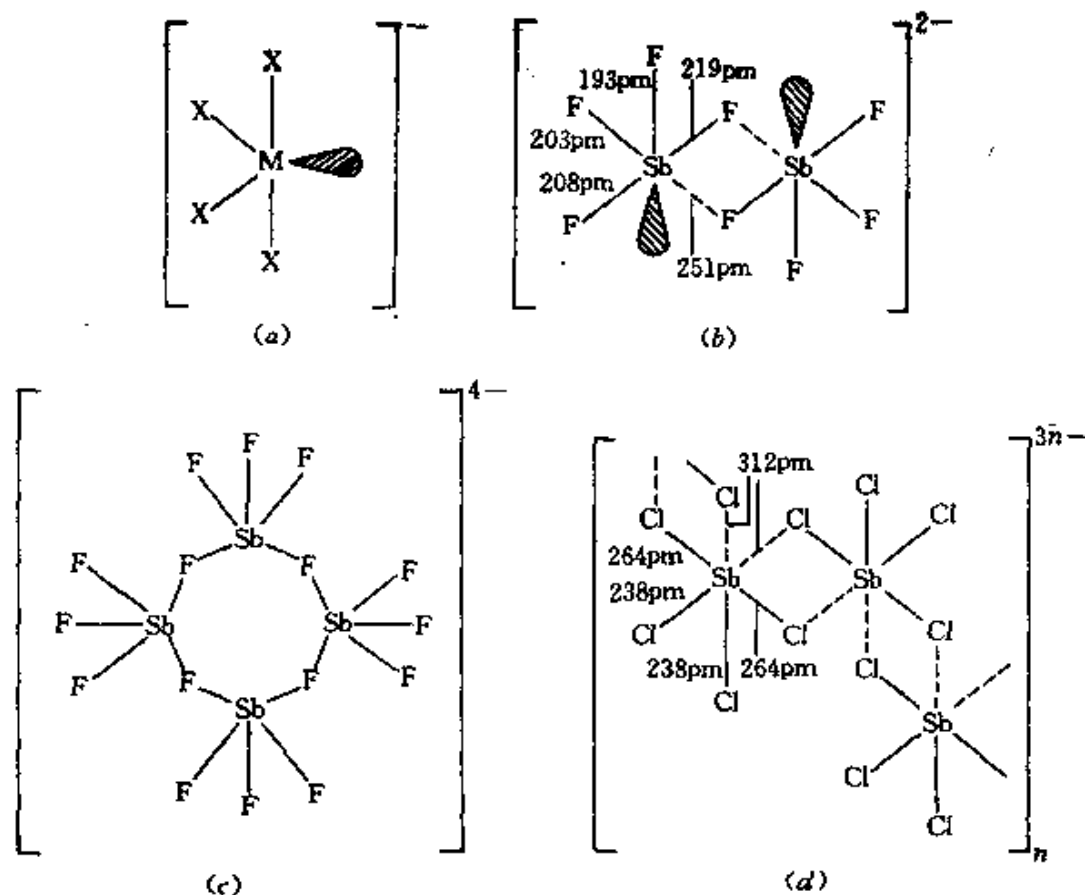 X
X
M
X
X
−
(a)
F
193pm
219pm
F
F
F
203pm
Sb
Sb
208pm
F
F
F
251pm
F
2−
(b)
F
F
F
Sb
F
F
F
F
F
Sb
Sb
F
F
F
F
F
Sb
F
F
F
4−
(c)
312pm
Cl
Cl
Cl
Cl
Cl
264pm
Sb
Sb
238pm
Cl
Cl
Cl
Cl
238pm
264pm
Cl
Sb
Cl
Cl
3n−
n
(d)